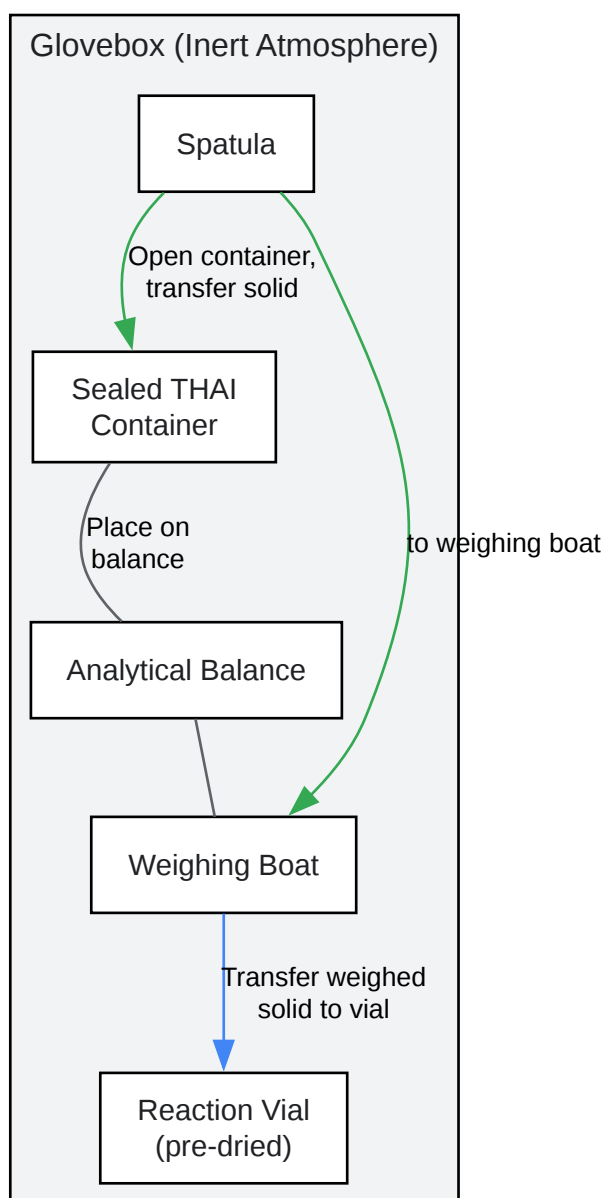 Glovebox (Inert Atmosphere)
Spatula
Open container,
transfer solid
Sealed THAI
Container
Place on
balance
to weighing boat
Analytical Balance
Weighing Boat
Transfer weighed
solid to vial
Reaction Vial
(pre-dried)